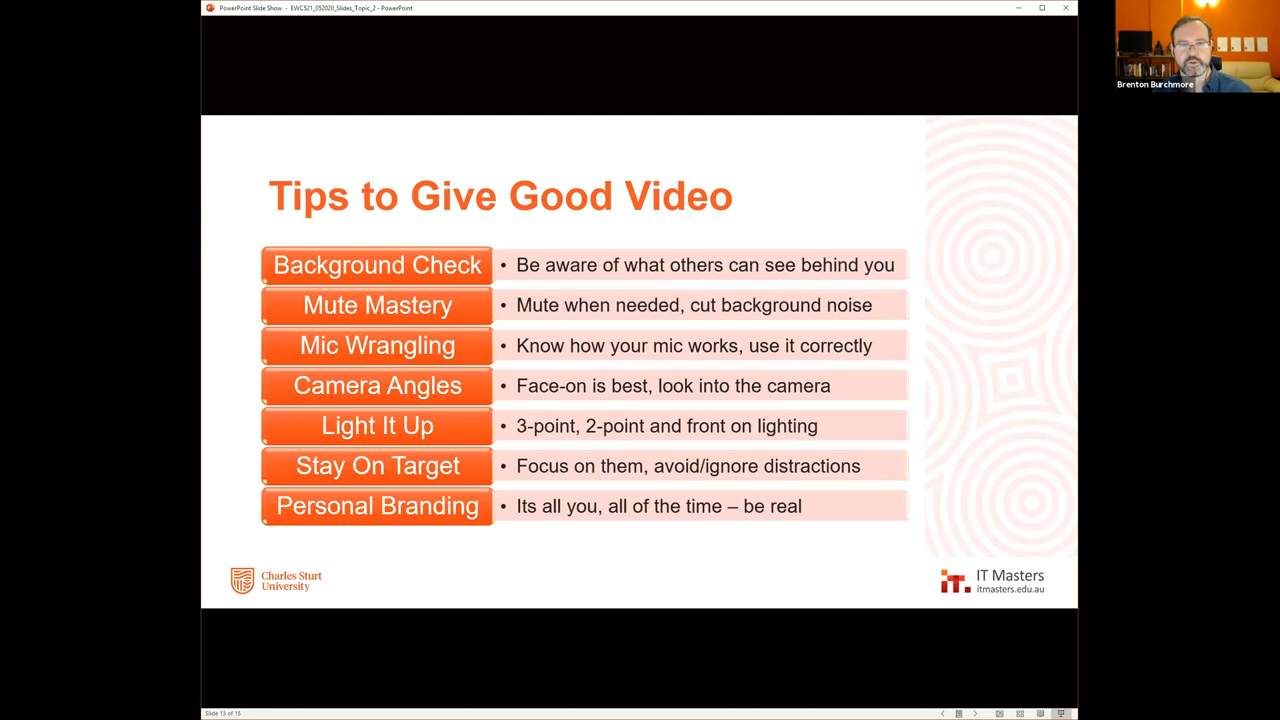 PowerPoint Slide Show - EWC521_052020_Slides_Topic_2 - PowerPoint
Brenton Burchmore
Tips to Give Good Video
Background Check
• Be aware of what others can see behind you
Mute Mastery
• Mute when needed, cut background noise
Mic Wrangling
• Know how your mic works, use it correctly
Camera Angles
• Face-on is best, look into the camera
Light It Up
• 3-point, 2-point and front on lighting
Stay On Target
• Focus on them, avoid/ignore distractions
Personal Branding
• Its all you, all of the time – be real
Charles Sturt
University
IT Masters
itmasters.edu.au
Slide 13 of 15